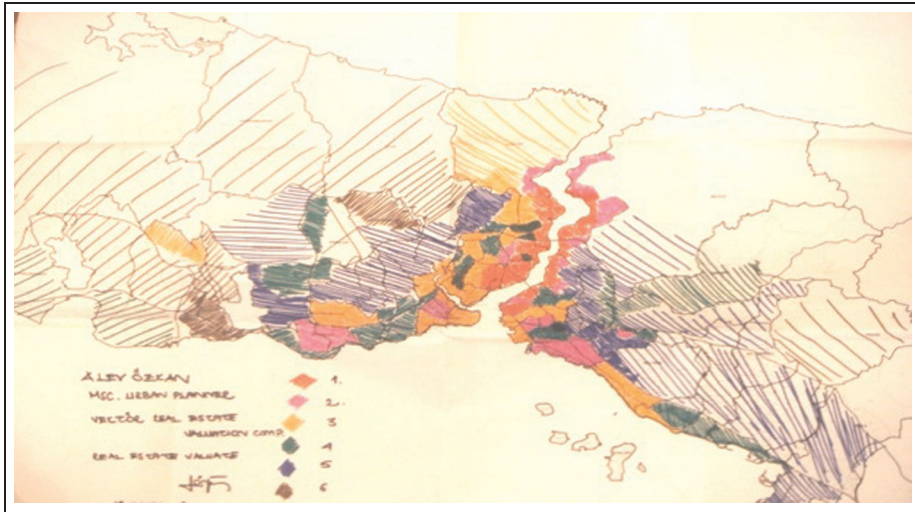 ALEV ÖZKAN
MSC. URBAN PLANNER
VECTÖR REAL ESTATE
VALUATION COMP.
REAL ESTATE VALUATE
1.
2.
3
4
5
6